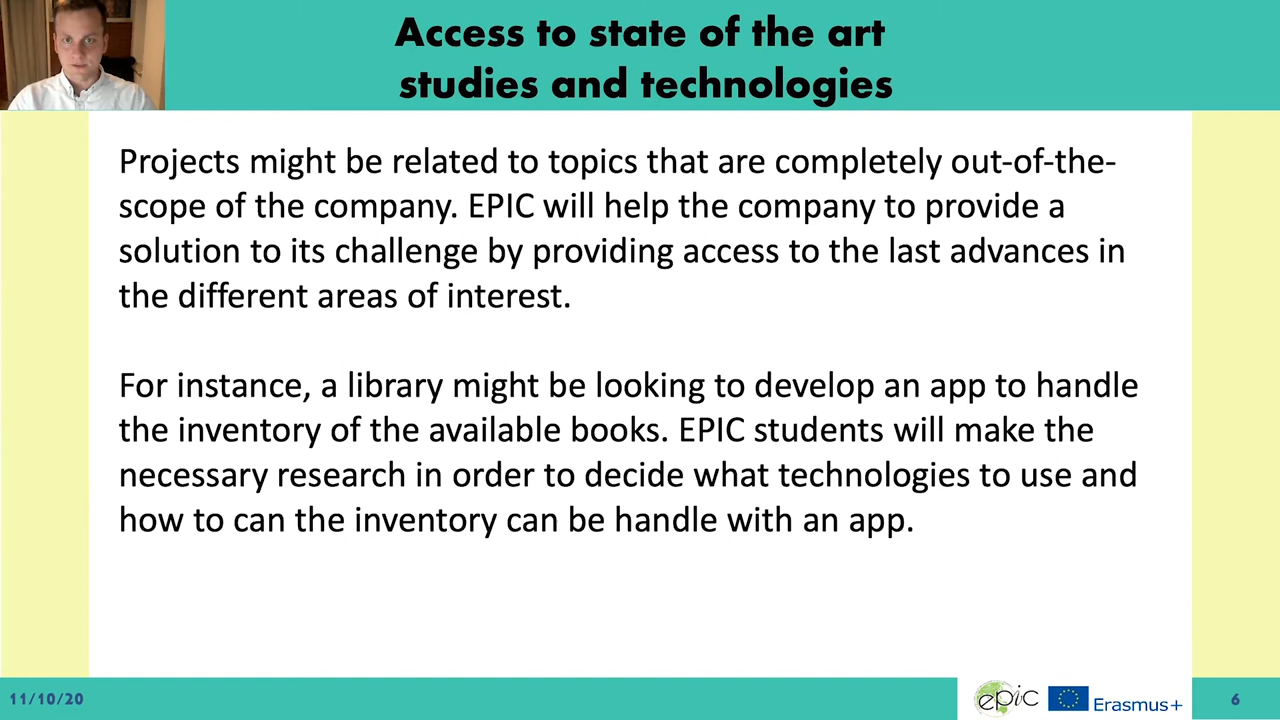 Access to state of the art
studies and technologies
Projects might be related to topics that are completely out-of-the-
scope of the company. EPIC will help the company to provide a
solution to its challenge by providing access to the last advances in
the different areas of interest.
For instance, a library might be looking to develop an app to handle
the inventory of the available books. EPIC students will make the
necessary research in order to decide what technologies to use and
how to can the inventory can be handle with an app.
11/10/20
epic
Erasmus+
6